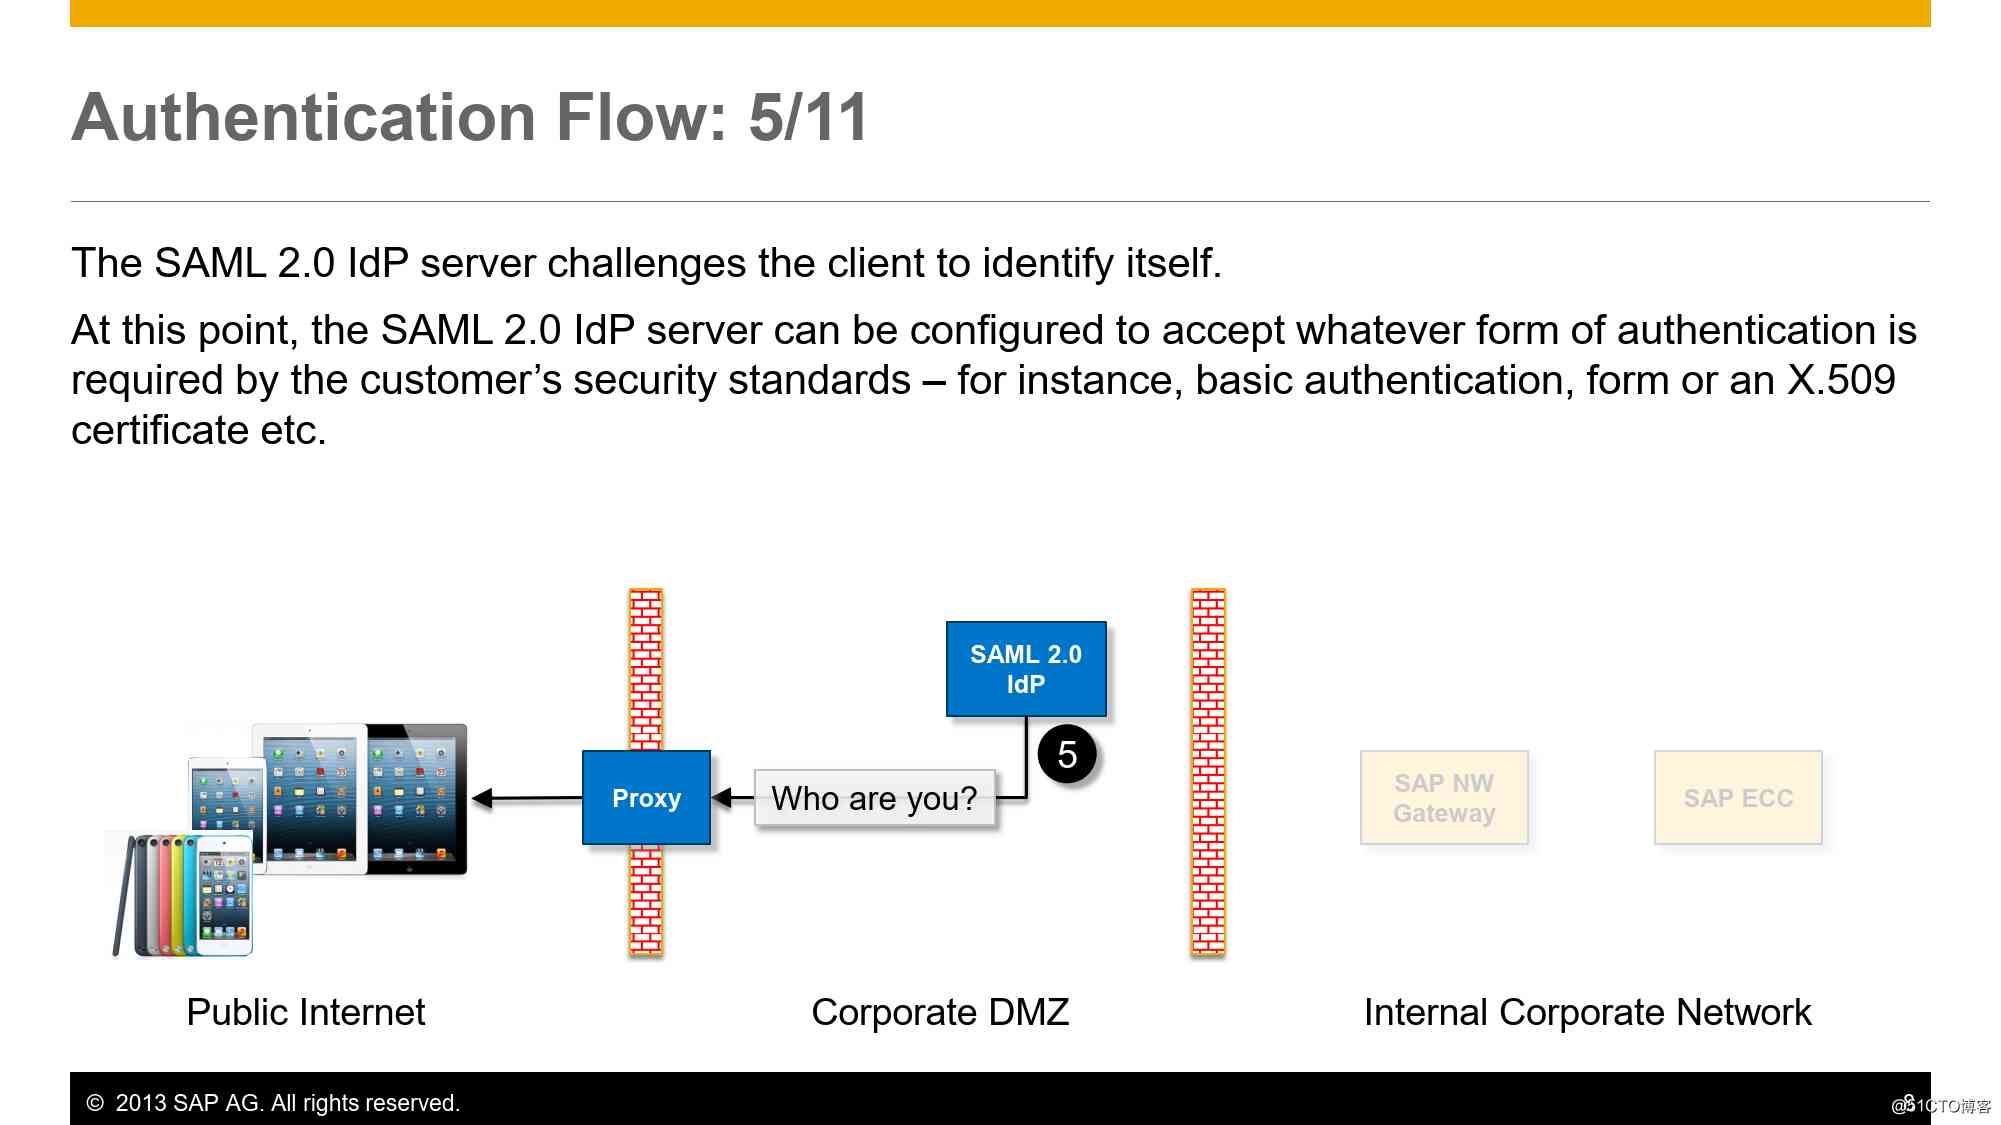 Authentication Flow: 5/11
The SAML 2.0 IdP server challenges the client to identify itself.
At this point, the SAML 2.0 IdP server can be configured to accept whatever form of authentication is
required by the customer’s security standards – for instance, basic authentication, form or an X.509
certificate etc.
SAML 2.0
IdP
5
Proxy
Who are you?
SAP NW
Gateway
SAP ECC
Public Internet
Corporate DMZ
Internal Corporate Network
© 2013 SAP AG. All rights reserved.
8
@51CTO博客